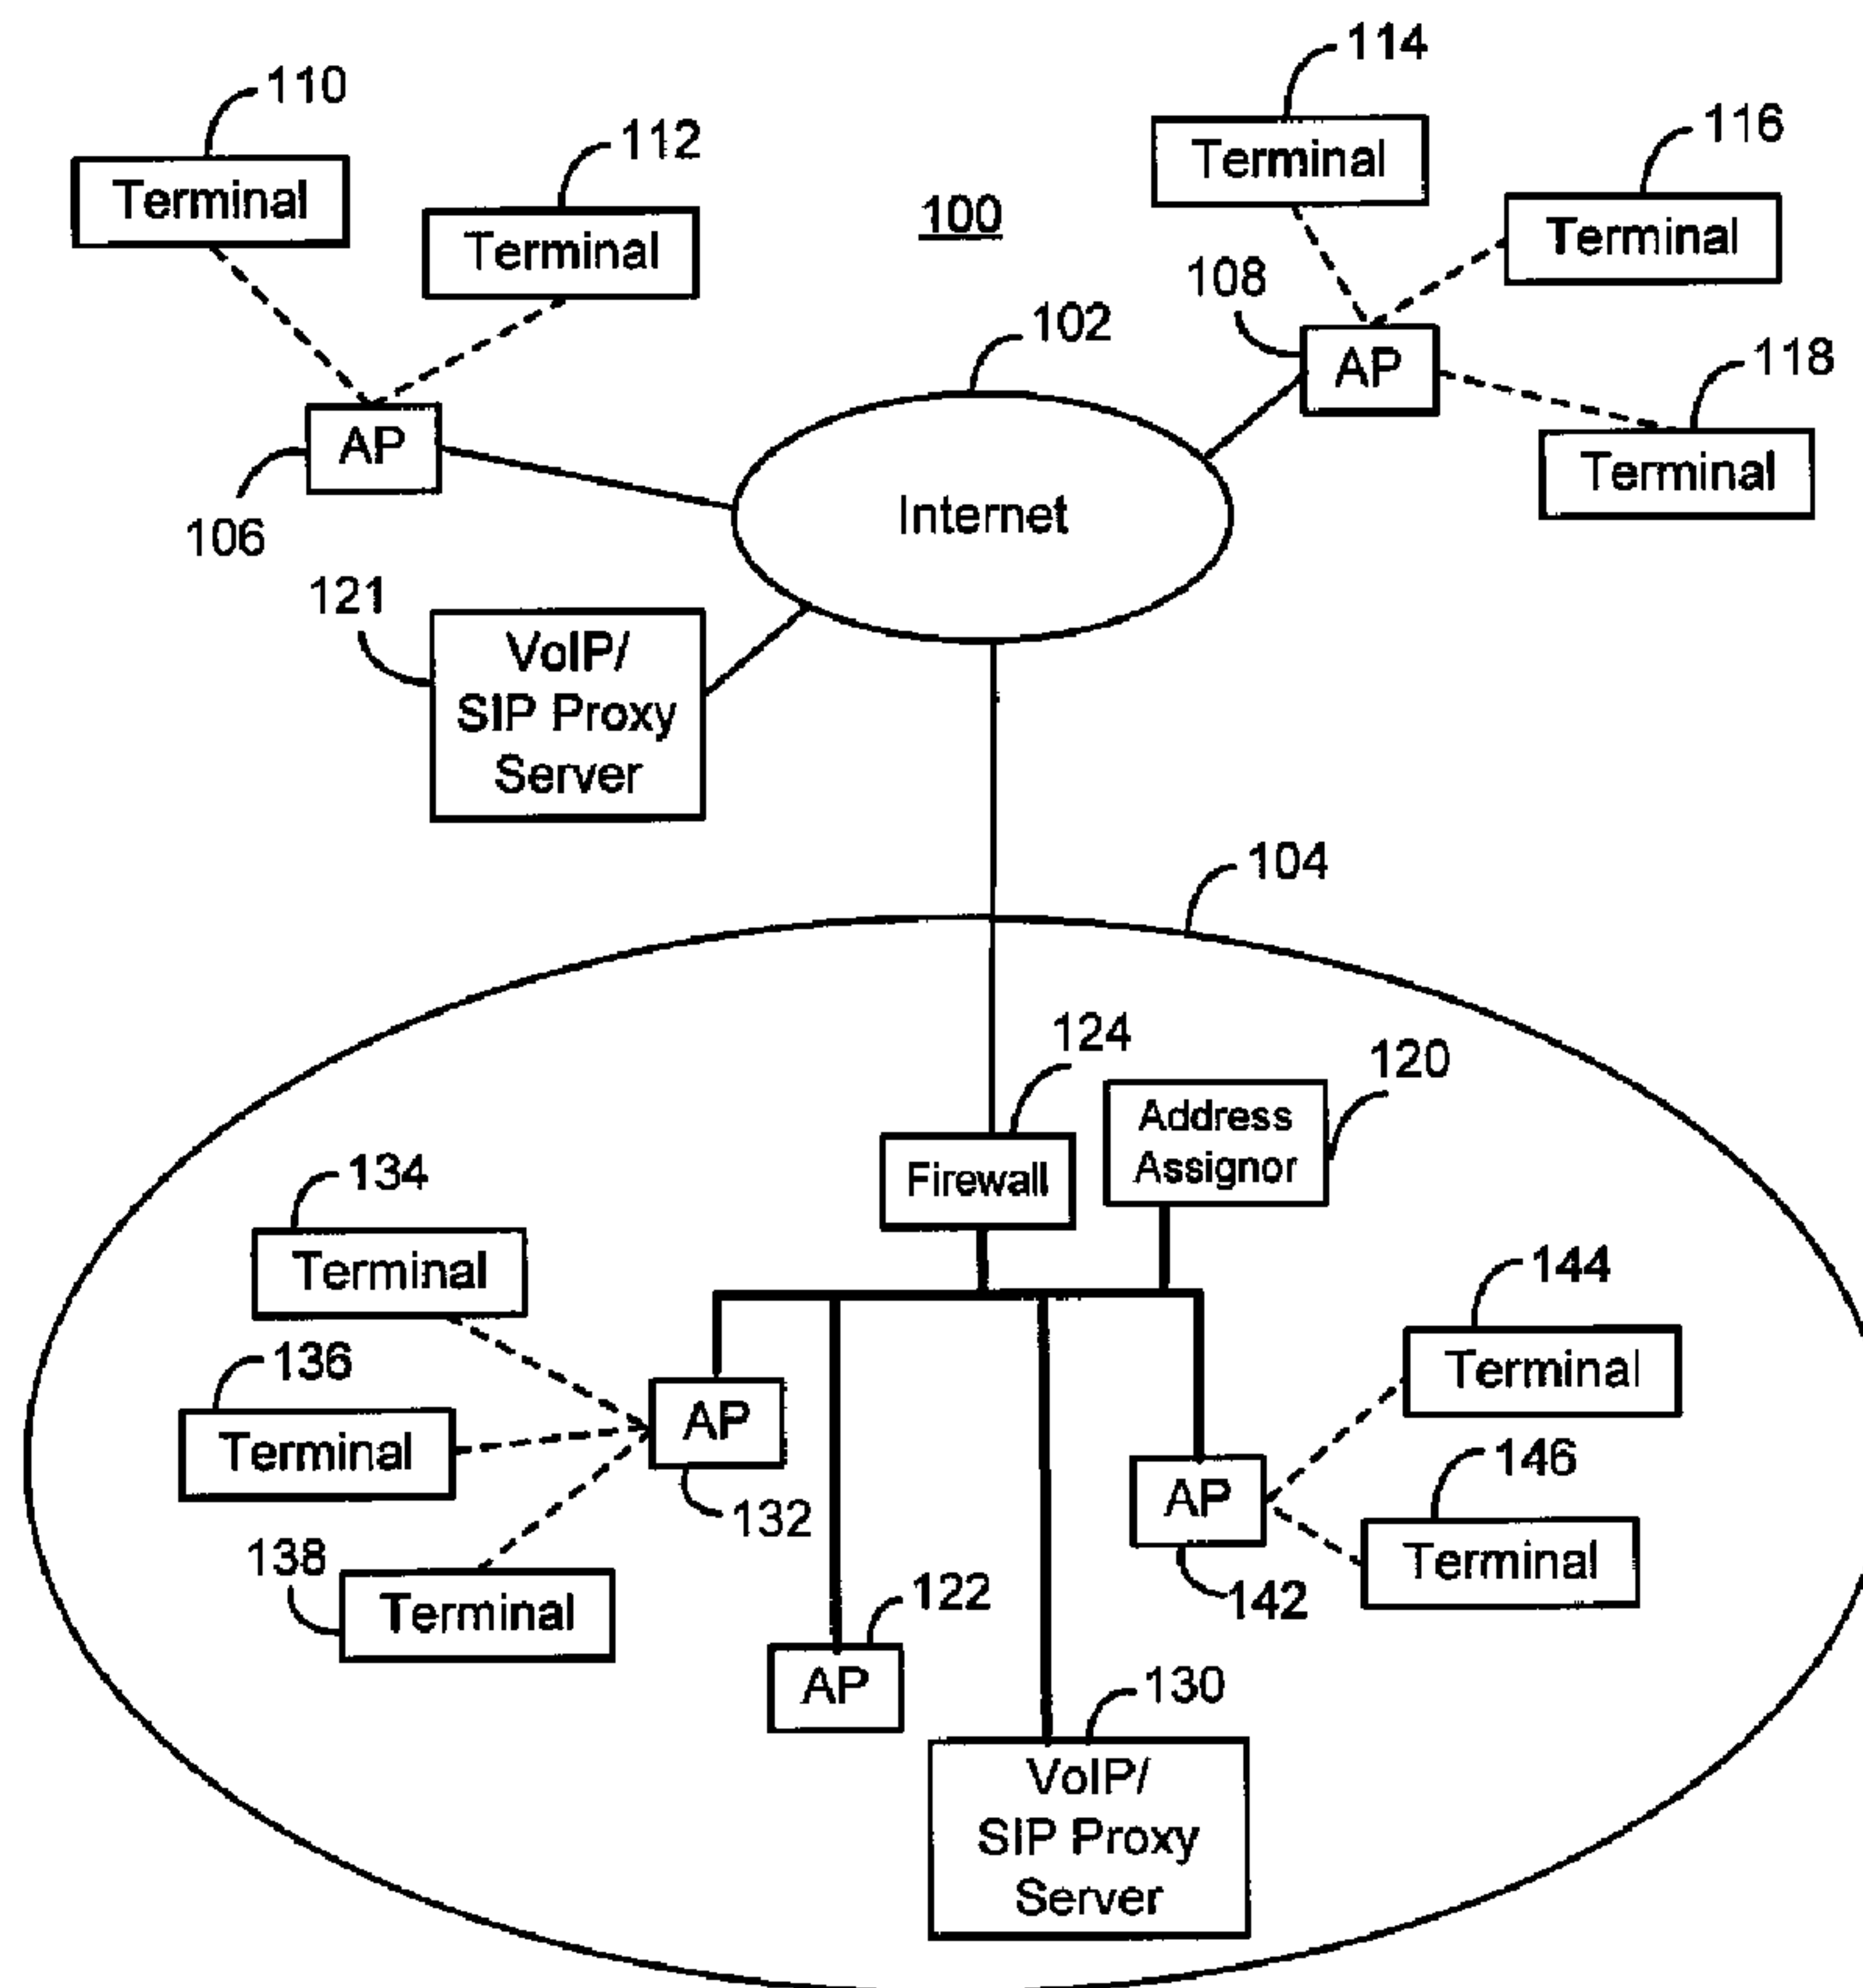 114
110
116
112
Terminal
Terminal
100
Terminal
Terminal
108
102
118
AP
AP
Terminal
Internet
106
121
VoIP/
SIP Proxy
Server
104
124
120
Address
Assignor
134
Firewall
144
Terminal
136
Terminal
AP
146
Terminal
132
AP
138
Terminal
122
142
Terminal
AP
130
VoIP/
SIP Proxy
Server